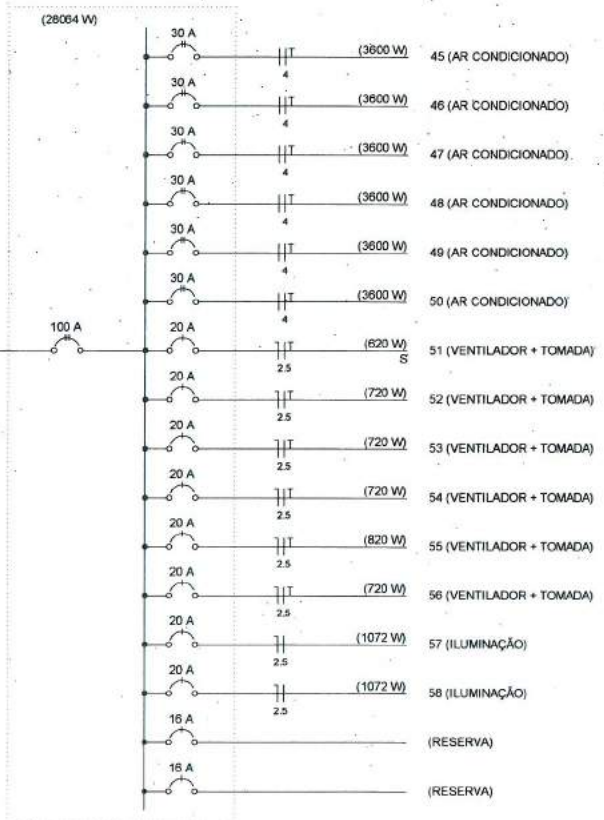 (28064 W)
30 A
T
(3600 W)
45 (AR CONDICIONADO)
4
30 A
T
(3600 W)
46 (AR CONDICIONADO)
4
30 A
T
(3600 W)
47 (AR CONDICIONADO)
4
30 A
T
(3600 W)
48 (AR CONDICIONADO)
4
30 A
T
(3600 W)
49 (AR CONDICIONADO)
4
30 A
T
(3600 W)
50 (AR CONDICIONADO)
4
100 A
20 A
T
(620 W)
S
51 (VENTILADOR + TOMADA)
2.5
20 A
T
(720 W)
52 (VENTILADOR + TOMADA)
2.5
20 A
T
(720 W)
53 (VENTILADOR + TOMADA)
2.5
20 A
T
(720 W)
54 (VENTILADOR + TOMADA)
2.5
20 A
T
(820 W)
55 (VENTILADOR + TOMADA)
2.5
20 A
T
(720 W)
56 (VENTILADOR + TOMADA)
2.5
20 A
(1072 W)
57 (ILUMINAÇÃO)
2.5
20 A
(1072 W)
58 (ILUMINAÇÃO)
2.5
16 A
(RESERVA)
16 A
(RESERVA)